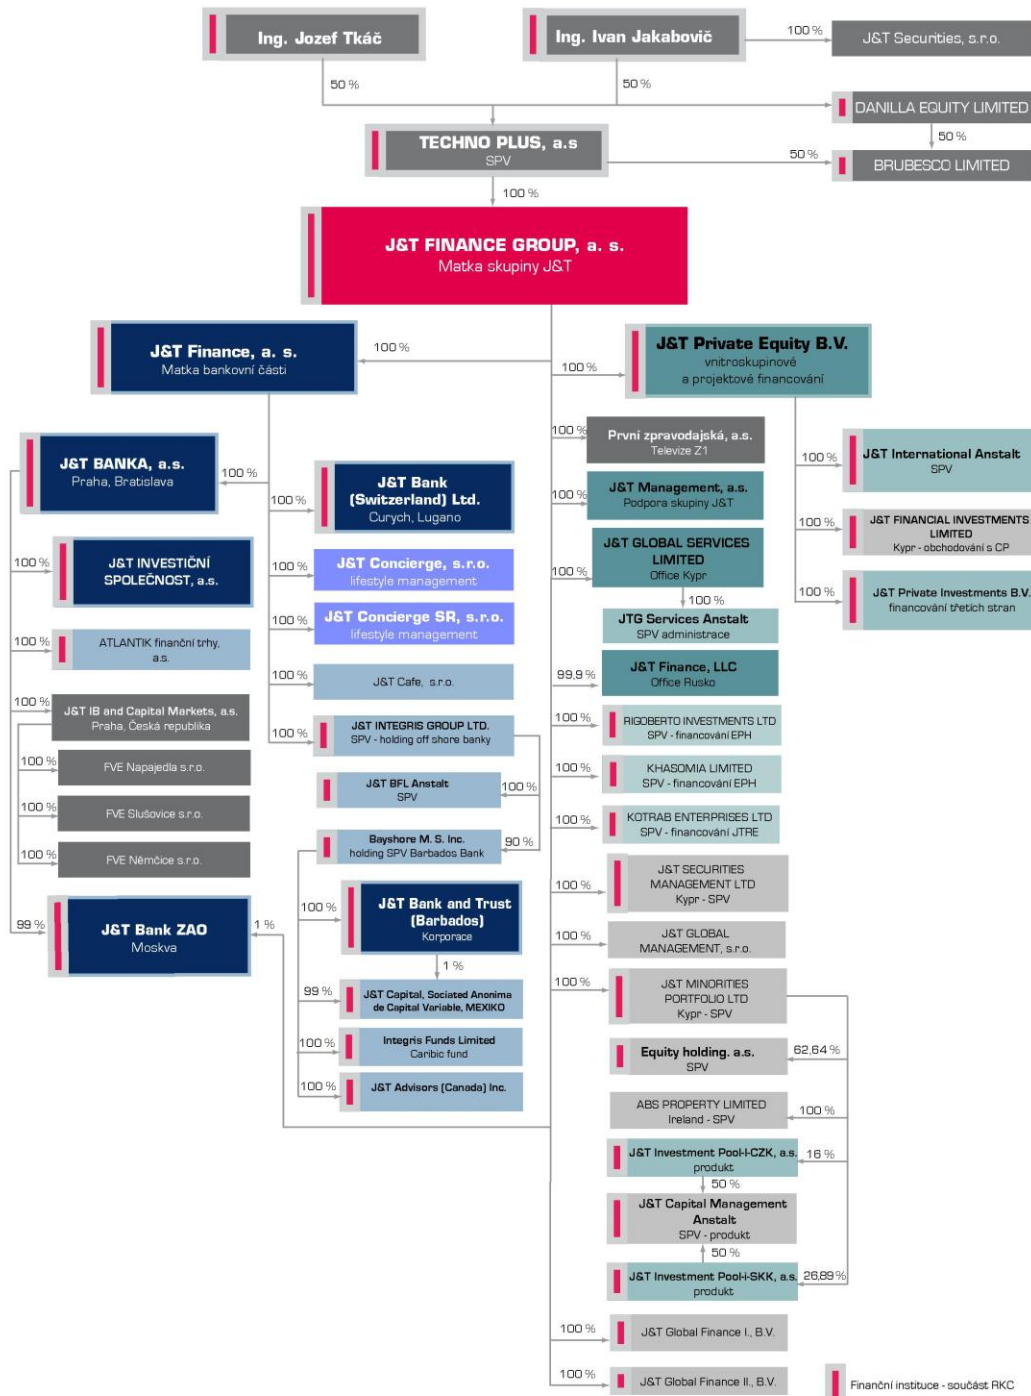 Ing. Jozef Tkáč
Ing. Ivan Jakabovič
100 %
J&T Securities, s.r.o.
50 %
50 %
DANILLA EQUITY LIMITED
50 %
TECHNO PLUS, a.s
SPV
50 %
BRUBESCO LIMITED
100 %
J&T FINANCE GROUP, a. s.
Matka skupiny J&T
J&T Finance, a. s.
Matka bankovní části
100 %
100 %
J&T Private Equity B.V.
vnitroskupinové
a projektové financování
J&T BANKA, a.s.
Praha, Bratislava
100 %
100 %
J&T Bank
(Switzerland) Ltd.
Curych, Lugano
100 %
J&T INVESTIČNÍ
SPOLEČNOST, a.s.
100 %
J&T Concierge, s.r.o.
lifestyle management
100 %
J&T Concierge SR, s.r.o.
lifestyle management
100 %
ATLANTIK finanční trhy,
a.s.
100 %
J&T Cafe, s.r.o.
100 %
J&T IB and Capital Markets, a.s.
Praha, Česká republika
100 %
J&T INTEGRIS GROUP LTD.
SPV - holding off shore banky
100 %
FVE Napajedla s.r.o.
J&T BFL Anstalt
SPV
100 %
100 %
FVE Slušovice s.r.o.
Bayshore M. S. Inc.
holding SPV Barbados Bank
90 %
100 %
FVE Němčice s.r.o.
100 %
J&T Bank and Trust
(Barbados)
Korporace
99 %
J&T Bank ZAO
Moskva
1 %
1 %
99 %
J&T Capital, Sociated Anonima
de Capital Variable, MEXIKO
100 %
Integris Funds Limited
Caribic fund
100 %
J&T Advisors (Canada) Inc.
100 %
První zpravodajská, a.s.
Televize Z1
100 %
J&T Management, a.s.
Podpora skupiny J&T
100 %
J&T GLOBAL SERVICES
LIMITED
Office Kypr
100 %
JTG Services Anstalt
SPV administrace
99,9 %
J&T Finance, LLC
Office Rusko
100 %
RIGOBERTO INVESTMENTS LTD
SPV - financování EPH
100 %
KHASOMIA LIMITED
SPV - financování EPH
100 %
KOTRAB ENTERPRISES LTD
SPV - financování JTRE
100 %
J&T SECURITIES
MANAGEMENT LTD
Kypr - SPV
100 %
J&T GLOBAL
MANAGEMENT, s.r.o.
100 %
J&T MINORITIES
PORTFOLIO LTD
Kypr - SPV
Equity holding. a.s.
SPV
62,64 %
ABS PROPERTY LIMITED
Ireland - SPV
100 %
J&T Investment Pool-I-CZK, a.s.
produkt
16 %
50 %
J&T Capital Management
Anstalt
SPV - produkt
50 %
J&T Investment Pool-i-SKK, a.s.
produkt
26,89 %
100 %
J&T Global Finance I., B.V.
100 %
J&T Global Finance II., B.V.
100 %
J&T International Anstalt
SPV
100 %
J&T FINANCIAL INVESTMENTS
LIMITED
Kypr - obchodování s CP
100 %
J&T Private Investments B.V.
financování třetích stran
Finanční instituce - součást RKC